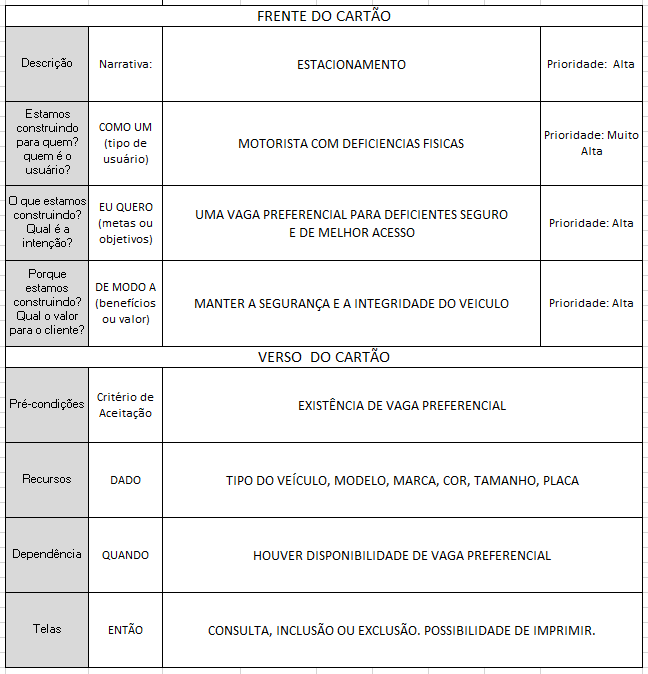 FRENTE DO CARTÃO
Descrição
Narrativa:
ESTACIONAMENTO
Prioridade: Alta
Estamos
construindo
para quem?
quem é o
usuário?
COMO UM
(tipo de
usuário)
MOTORISTA COM DEFICIENCIAS FISICAS
Prioridade: Muito
Alta
O que estamos
construindo?
Qual é a
intenção?
EU QUERO
(metas ou
objetivos)
UMA VAGA PREFERENCIAL PARA DEFICIENTES SEGURO
E DE MELHOR ACESSO
Prioridade: Alta
Porque
estamos
construindo?
Qual o valor
para o cliente?
DE MODO A
(benefícios
ou valor)
MANTER A SEGURANÇA E A INTEGRIDADE DO VEICULO
Prioridade: Alta
VERSO DO CARTÃO
Pré-condições
Critério de
Aceitação
EXISTÊNCIA DE VAGA PREFERENCIAL
Recursos
DADO
TIPO DO VEÍCULO, MODELO, MARCA, COR, TAMANHO, PLACA
Dependência
QUANDO
HOUVER DISPONIBILIDADE DE VAGA PREFERENCIAL
Telas
ENTÃO
CONSULTA, INCLUSÃO OU EXCLUSÃO. POSSIBILIDADE DE IMPRIMIR.